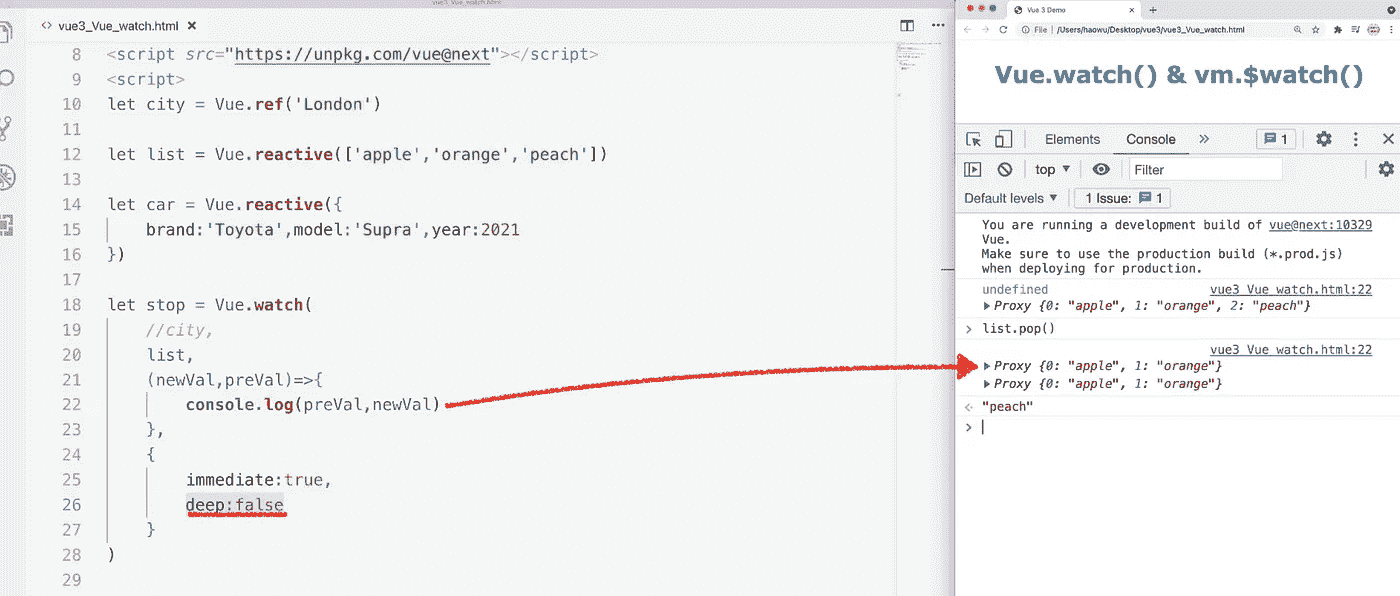 vue3_Vue_watch.html
vue3_Vue_watch.html ×
8 <script src="https://unpkg.com/vue@next"></script>
9 <script>
10 let city = Vue.ref('London')
11
12 let list = Vue.reactive(['apple','orange','peach'])
13
14 let car = Vue.reactive({
15 brand:'Toyota',model:'Supra',year:2021
16 })
17
18 let stop = Vue.watch(
19 //city,
20 list,
21 (newVal,preVal)=>{
22 console.log(preVal,newVal)
23 },
24 {
25 immediate:true,
26 deep:false
27 }
28 )
29
Vue 3 Demo
File | /Users/haowu/Desktop/vue3/vue3_Vue_watch.html
Vue.watch() & vm.$watch()
Elements Console » 1
top ▼ Filter
Default levels ▼ 1 Issue: 1
You are running a development build of vue@next:10329
Vue.
Make sure to use the production build (*.prod.js)
when deploying for production.
undefined vue3_Vue_watch.html:22
Proxy {0: "apple", 1: "orange", 2: "peach"}
> list.pop()
vue3_Vue_watch.html:22
Proxy {0: "apple", 1: "orange"}
Proxy {0: "apple", 1: "orange"}
"peach"
>